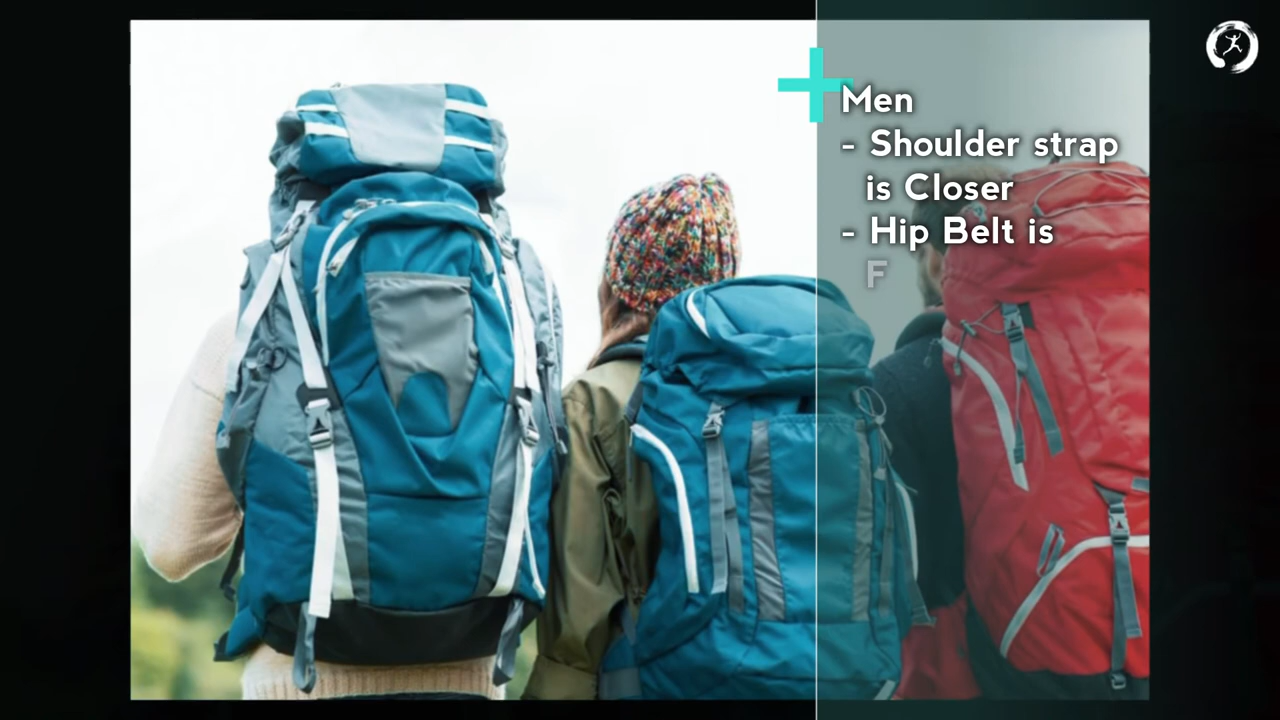 Men
- Shoulder strap
is Closer
- Hip Belt is
F